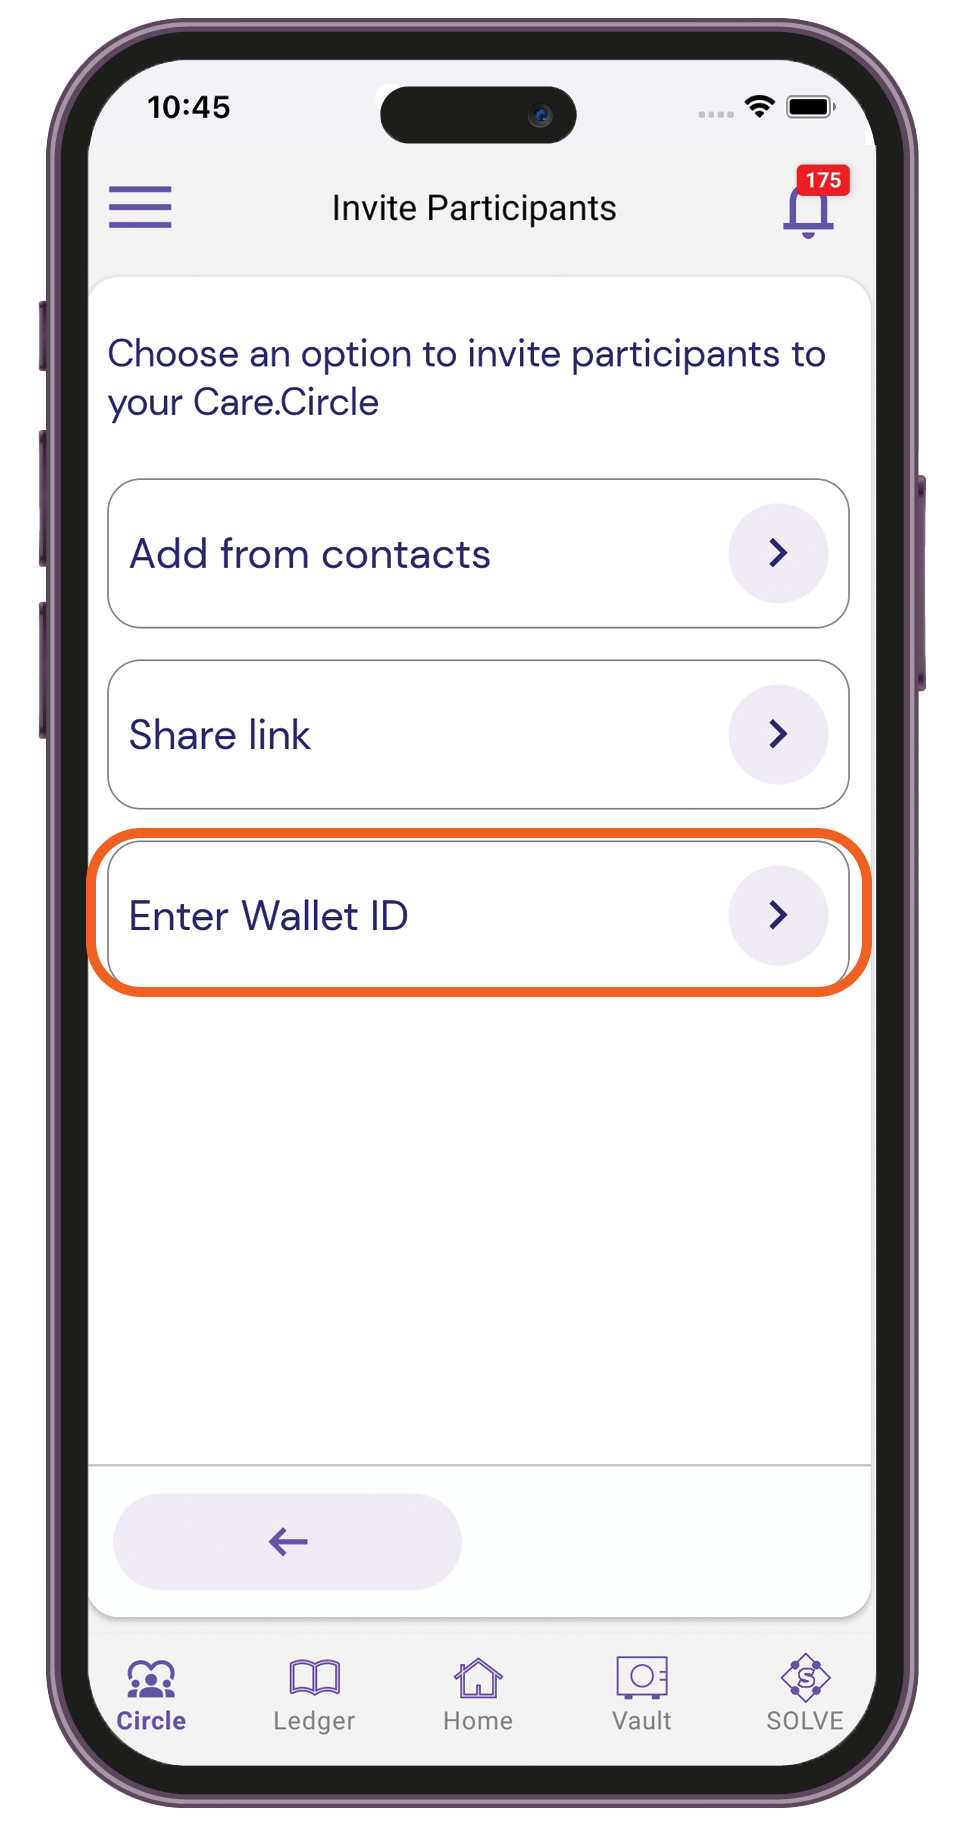 10:45
Invite Participants
175
Choose an option to invite participants to
your Care.Circle
Add from contacts
Share link
Enter Wallet ID
Circle
Ledger
Home
Vault
S
SOLVE